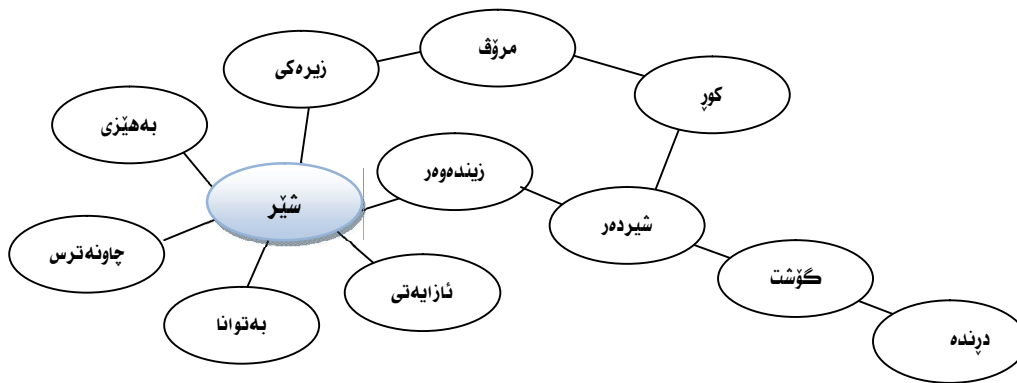 مرۆڤ
زیرەکی
کوڕ
بەهێزی
زیندەوەر
شێر
شیردەر
چاونەترس
گۆشت
ئازایەتی
بەتوانا
دڕندە